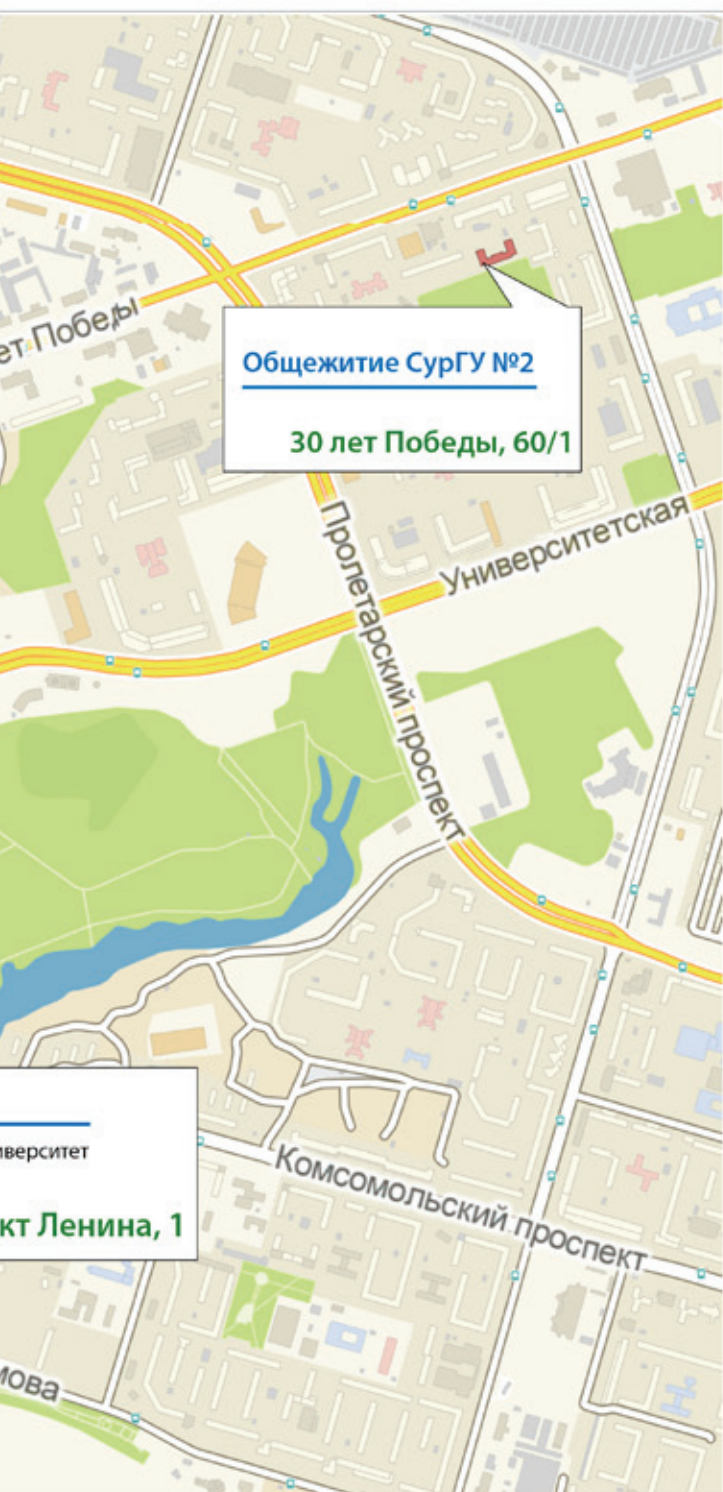 ет Победы
Общежитие СурГУ №2
30 лет Победы, 60/1
Университетская
Пролетарский проспект
иверситет
кт Ленина, 1
Комсомольский проспект
мова